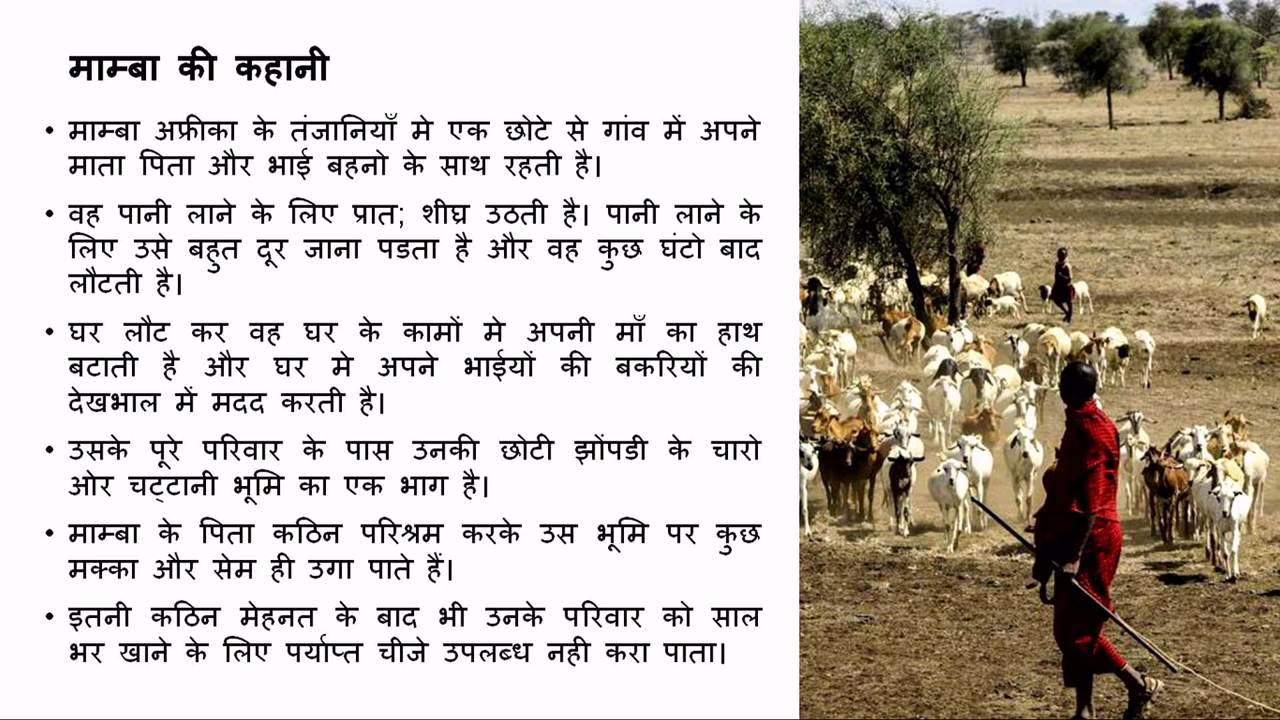 माम्बा की कहानी
• माम्बा अफ्रीका के तंजानियाँ मे एक छोटे से गांव में अपने
माता पिता और भाई बहनो के साथ रहती है।
• वह पानी लाने के लिए प्रात; शीघ्र उठती है। पानी लाने के
लिए उसे बहुत दूर जाना पडता है और वह कुछ घंटो बाद
लौटती है।
• घर लौट कर वह घर के कामों मे अपनी माँ का हाथ
बटाती है और घर मे अपने भाईयों की बकरियों की
देखभाल में मदद करती है।
• उसके पूरे परिवार के पास उनकी छोटी झोंपडी के चारो
ओर चट्टानी भूमि का एक भाग है।
• माम्बा के पिता कठिन परिश्रम करके उस भूमि पर कुछ
मक्का और सेम ही उगा पाते हैं।
• इतनी कठिन मेहनत के बाद भी उनके परिवार को साल
भर खाने के लिए पर्याप्त चीजे उपलब्ध नही करा पाता।